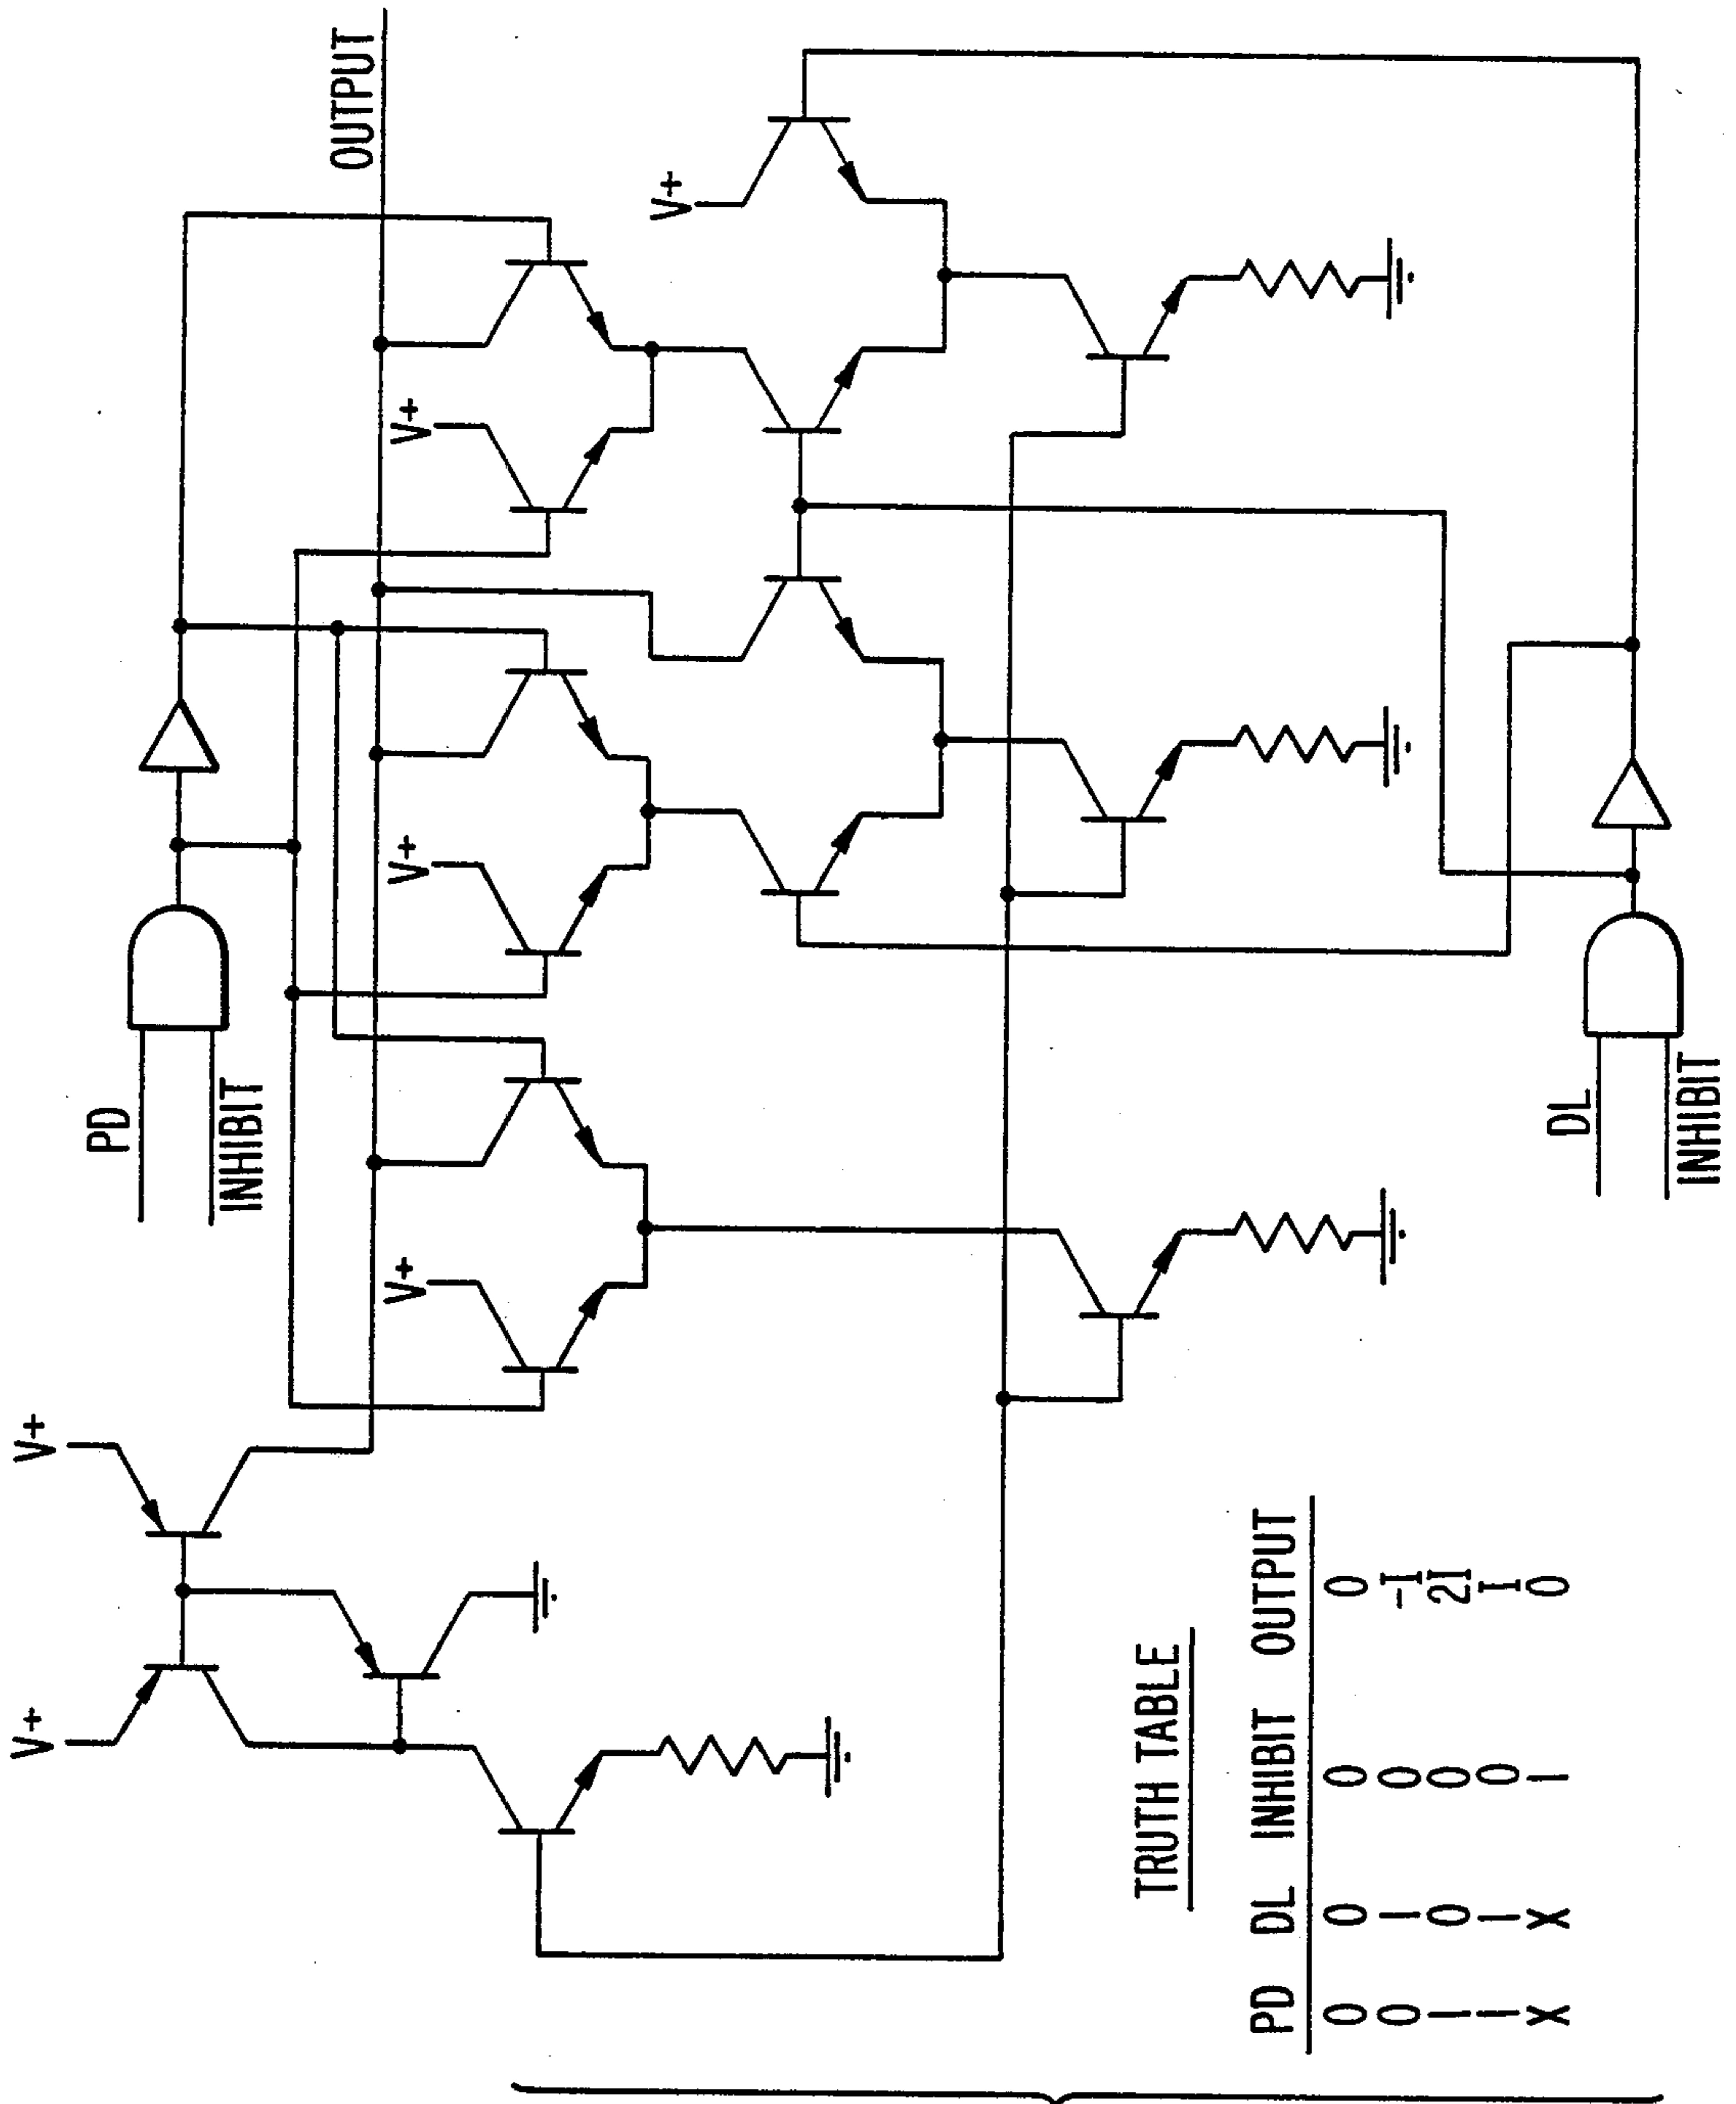 V+
V+
PD
INHIBIT
OUTPUT
V+
V+
V+
V+
TRUTH TABLE
PD DL INHIBIT OUTPUT
0 0 0 0
0 1 0 -I
1 0 0 2I
1 1 0 I
X X 1 0
DL
INHIBIT